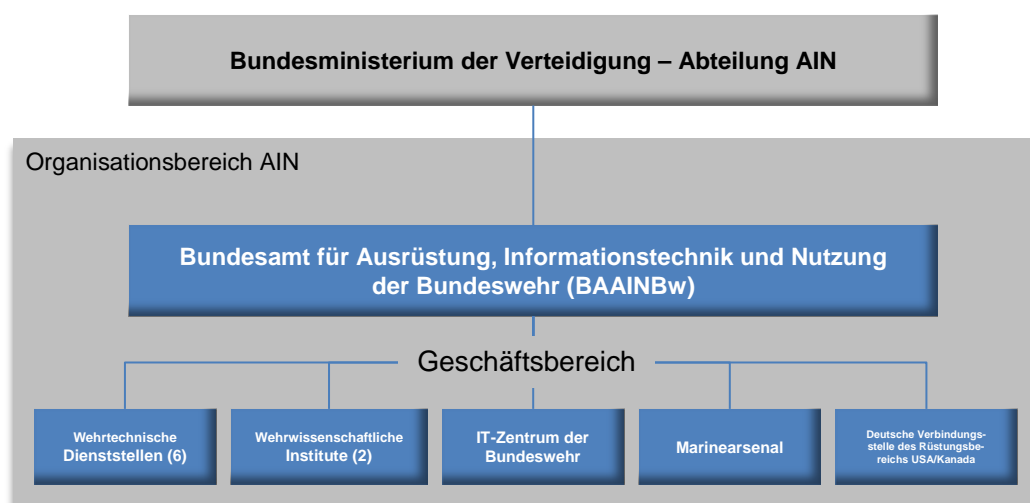 Bundesministerium der Verteidigung – Abteilung AIN
Organisationsbereich AIN
Bundesamt für Ausrüstung, Informationstechnik und Nutzung
der Bundeswehr (BAAINBw)
Geschäftsbereich
Wehrtechnische
Dienststellen (6)
Wehrwissenschaftliche
Institute (2)
IT-Zentrum der
Bundeswehr
Marinearsenal
Deutsche Verbindungs-
stelle des Rüstungsbe-
reichs USA/Kanada